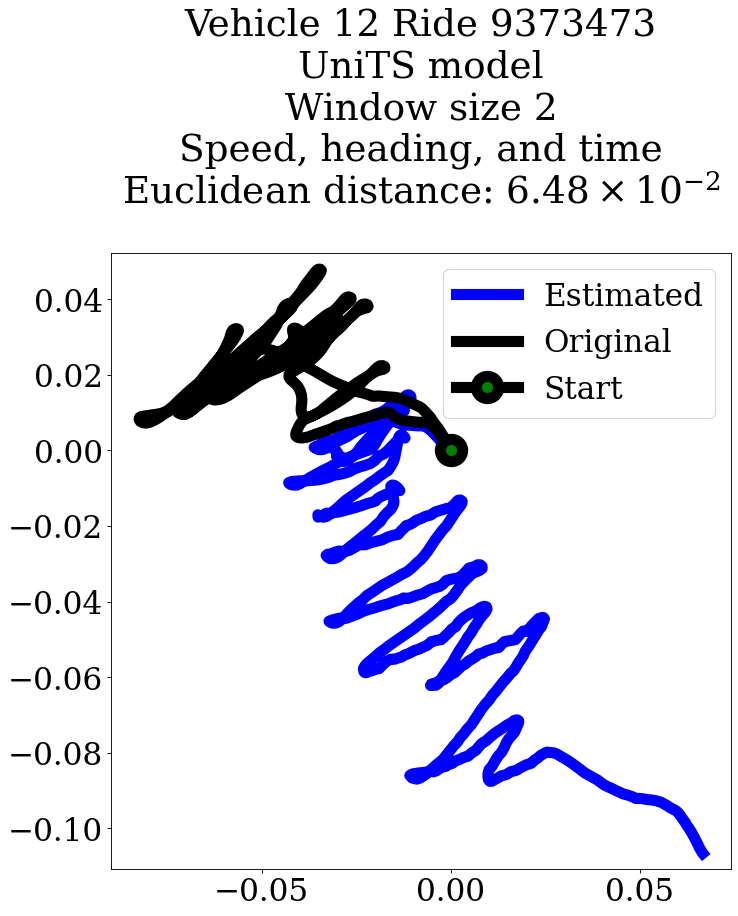 Vehicle 12 Ride 9373473
UniTS model
Window size 2
Speed, heading, and time
Euclidean distance: 6.48 × 10⁻²
Estimated
Original
Start
0.04
0.02
0.00
−0.02
−0.04
−0.06
−0.08
−0.10
−0.05
0.00
0.05